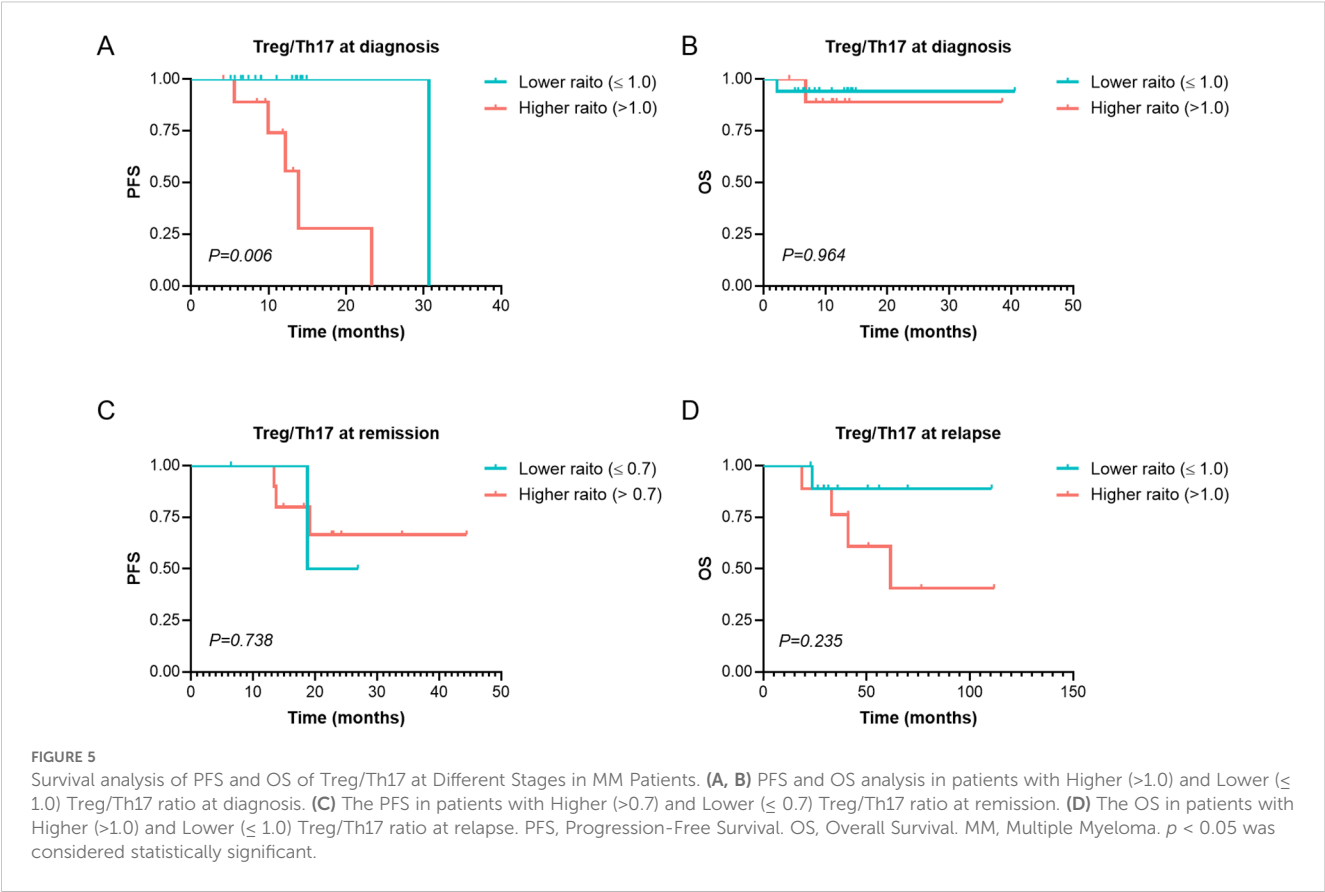 A
Treg/Th17 at diagnosis
1.00
0.75
0.50
0.25
0.00
PFS
P=0.006
0 10 20 30 40
Time (months)
Lower raito (≤ 1.0)
Higher raito (>1.0)
B
Treg/Th17 at diagnosis
1.00
0.75
0.50
0.25
0.00
OS
P=0.964
0 10 20 30 40 50
Time (months)
Lower raito (≤ 1.0)
Higher raito (>1.0)
C
Treg/Th17 at remission
1.00
0.75
0.50
0.25
0.00
PFS
P=0.738
0 10 20 30 40 50
Time (months)
Lower raito (≤ 0.7)
Higher raito (> 0.7)
D
Treg/Th17 at relapse
1.00
0.75
0.50
0.25
0.00
OS
P=0.235
0 50 100 150
Time (months)
Lower raito (≤ 1.0)
Higher raito (>1.0)
FIGURE 5
Survival analysis of PFS and OS of Treg/Th17 at Different Stages in MM Patients. (A, B) PFS and OS analysis in patients with Higher (>1.0) and Lower (≤
1.0) Treg/Th17 ratio at diagnosis. (C) The PFS in patients with Higher (>0.7) and Lower (≤ 0.7) Treg/Th17 ratio at remission. (D) The OS in patients with
Higher (>1.0) and Lower (≤ 1.0) Treg/Th17 ratio at relapse. PFS, Progression-Free Survival. OS, Overall Survival. MM, Multiple Myeloma. p < 0.05 was
considered statistically significant.